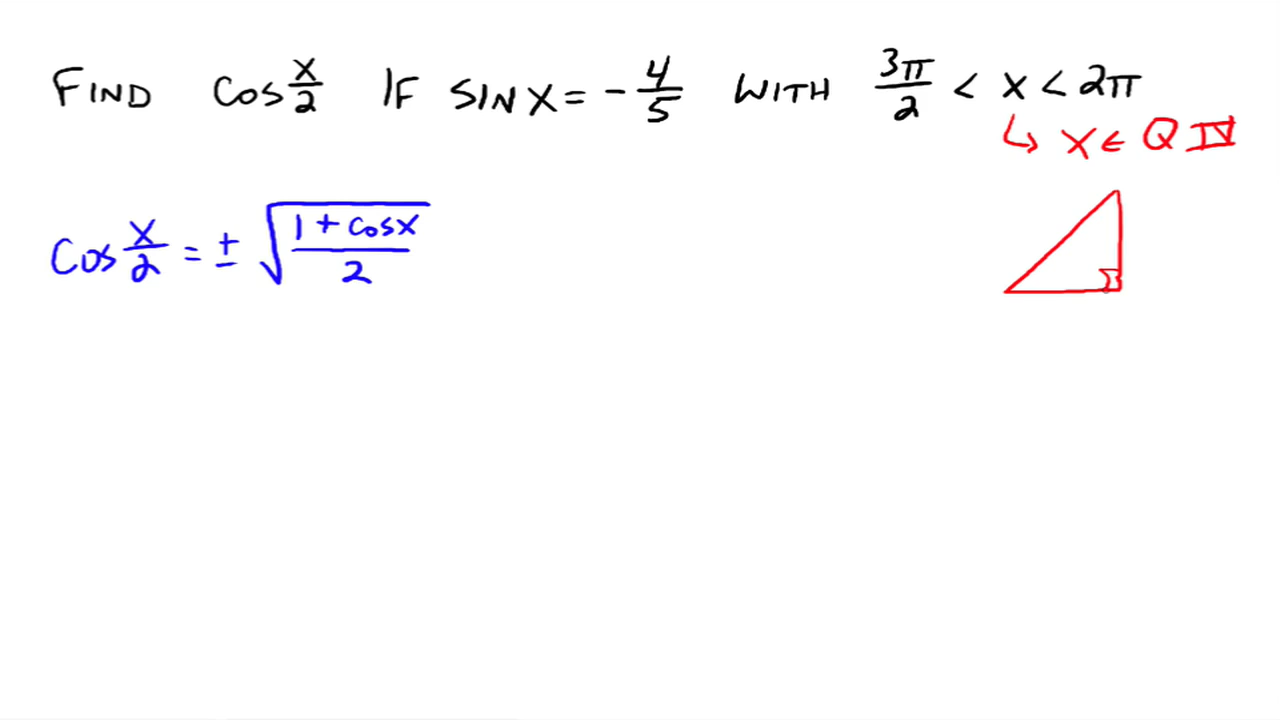 FIND cos x/2 IF SIN x = - 4/5 WITH 3π/2 < x < 2π
↳ x ∈ Q IV
cos x/2 = ± √((1 + cos x)/2)